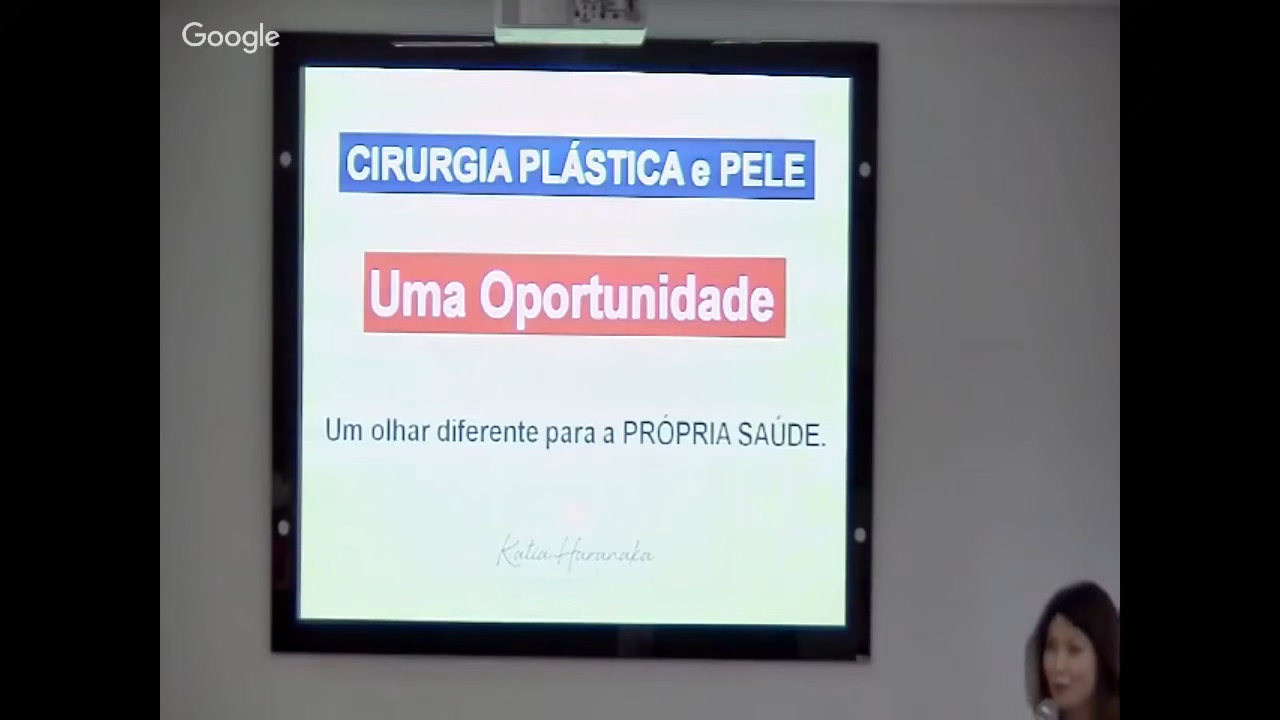 Google
CIRURGIA PLÁSTICA e PELE
Uma Oportunidade
Um olhar diferente para a PRÓPRIA SAÚDE.
Katia Haranaka